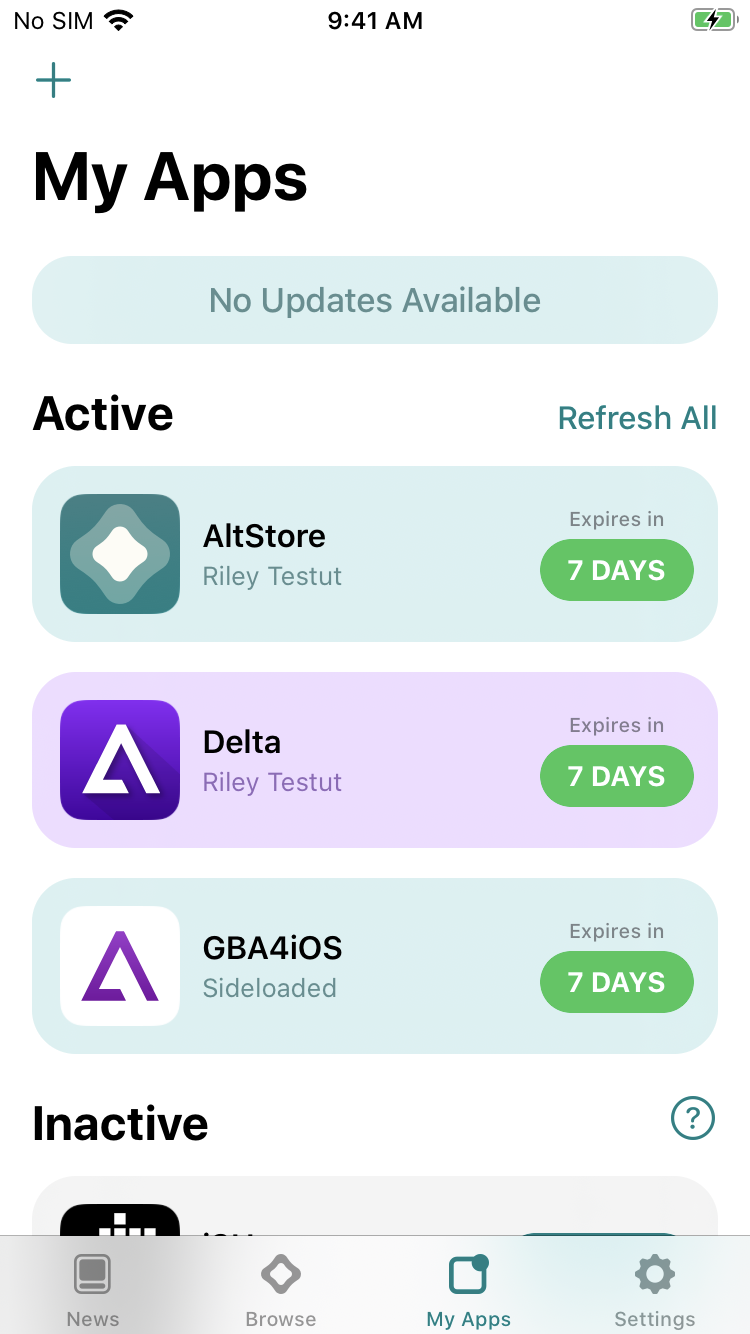 No SIM 9:41 AM
My Apps
No Updates Available
Active Refresh All
AltStore
Riley Testut
Expires in
7 DAYS
Delta
Riley Testut
Expires in
7 DAYS
GBA4iOS
Sideloaded
Expires in
7 DAYS
Inactive ?
News Browse My Apps Settings